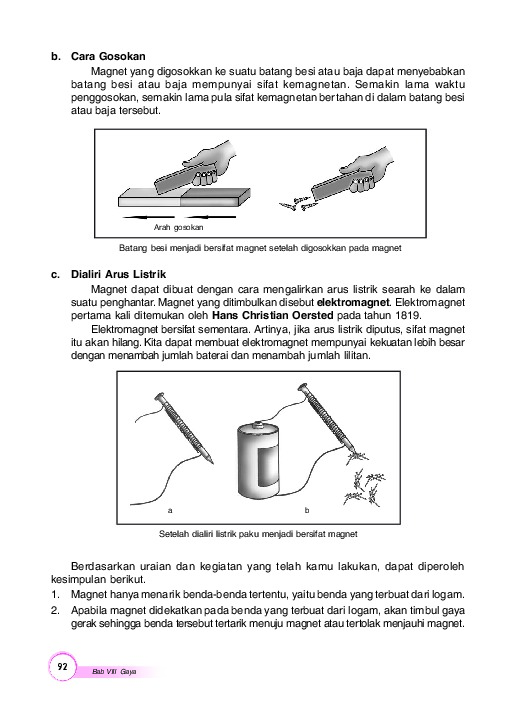 b. Cara Gosokan
Magnet yang digosokkan ke suatu batang besi atau baja dapat menyebabkan
batang besi atau baja mempunyai sifat kemagnetan. Semakin lama waktu
penggosokan, semakin lama pula sifat kemagnetan bertahan di dalam batang besi
atau baja tersebut.
Arah gosokan
Batang besi menjadi bersifat magnet setelah digosokkan pada magnet
c. Dialiri Arus Listrik
Magnet dapat dibuat dengan cara mengalirkan arus listrik searah ke dalam
suatu penghantar. Magnet yang ditimbulkan disebut elektromagnet. Elektromagnet
pertama kali ditemukan oleh Hans Christian Oersted pada tahun 1819.
Elektromagnet bersifat sementara. Artinya, jika arus listrik diputus, sifat magnet
itu akan hilang. Kita dapat membuat elektromagnet mempunyai kekuatan lebih besar
dengan menambah jumlah baterai dan menambah jumlah lilitan.
a b
Setelah dialiri listrik paku menjadi bersifat magnet
Berdasarkan uraian dan kegiatan yang telah kamu lakukan, dapat diperoleh
kesimpulan berikut.
1. Magnet hanya menarik benda-benda tertentu, yaitu benda yang terbuat dari logam.
2. Apabila magnet didekatkan pada benda yang terbuat dari logam, akan timbul gaya
gerak sehingga benda tersebut tertarik menuju magnet atau tertolak menjauhi magnet.
92 Bab VIII Gaya